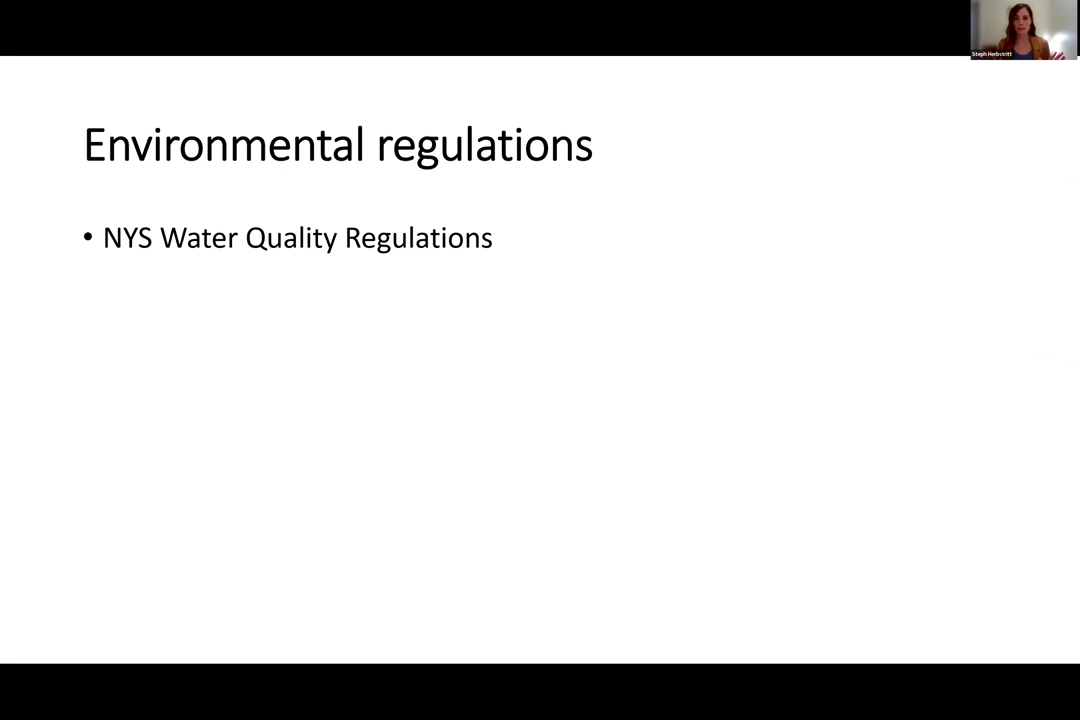 Steph Herbstritt
Environmental regulations
• NYS Water Quality Regulations